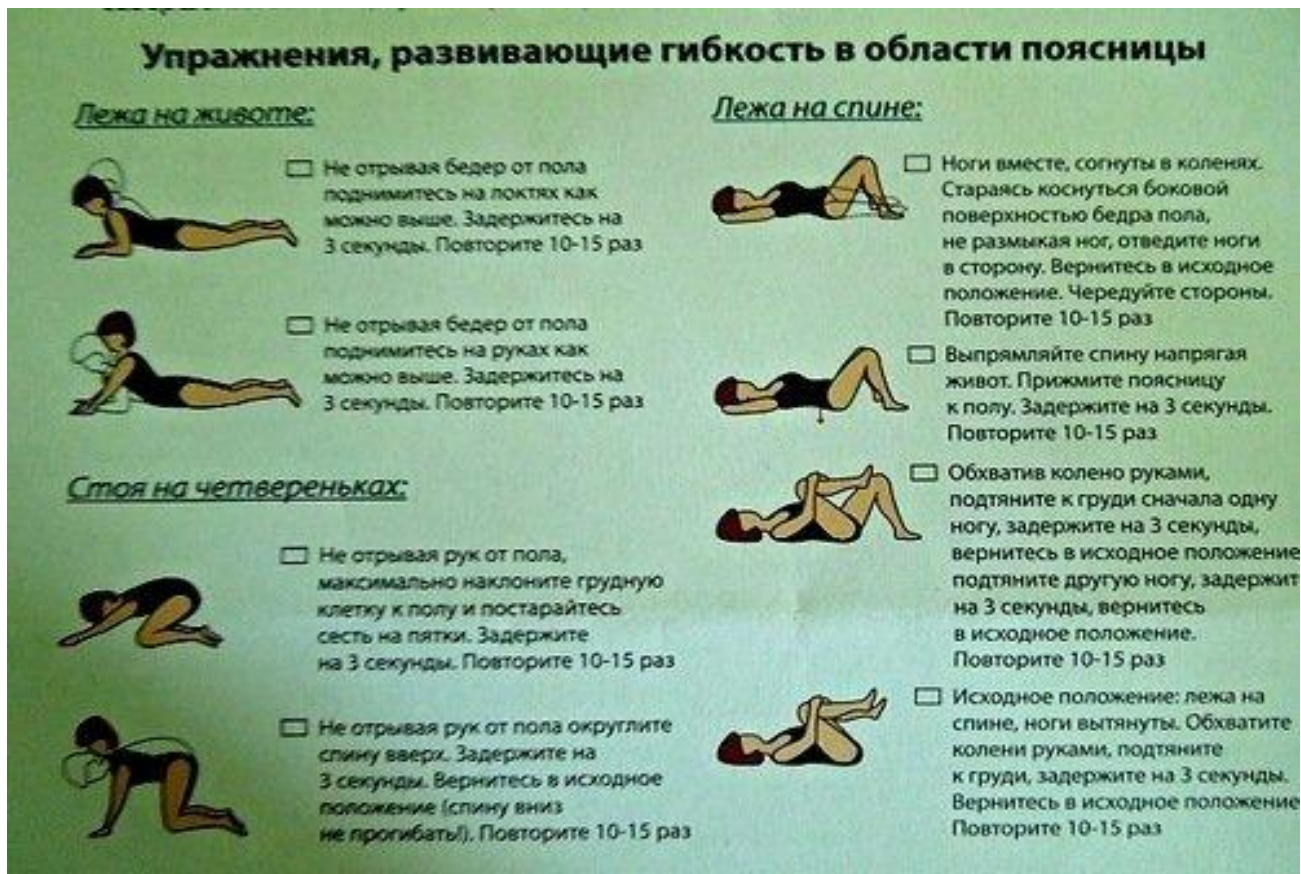 Упражнения, развивающие гибкость в области поясницы
Лежа на животе:
Не отрывая бедер от пола
поднимитесь на локтях как
можно выше. Задержитесь на
3 секунды. Повторите 10-15 раз
Не отрывая бедер от пола
поднимитесь на руках как
можно выше. Задержитесь на
3 секунды. Повторите 10-15 раз
Стоя на четвереньках:
Не отрывая рук от пола,
максимально наклоните грудную
клетку к полу и постарайтесь
сесть на пятки. Задержите
на 3 секунды. Повторите 10-15 раз
Не отрывая рук от пола округлите
спину вверх. Задержите на
3 секунды. Вернитесь в исходное
положение (спину вниз
не прогибать!). Повторите 10-15 раз
Лежа на спине:
Ноги вместе, согнуты в коленях.
Стараясь коснуться боковой
поверхностью бедра пола,
не размыкая ног, отведите ноги
в сторону. Вернитесь в исходное
положение. Чередуйте стороны.
Повторите 10-15 раз
Выпрямляйте спину напрягая
живот. Прижмите поясницу
к полу. Задержите на 3 секунды.
Повторите 10-15 раз
Обхватив колено руками,
подтяните к груди сначала одну
ногу, задержите на 3 секунды,
вернитесь в исходное положение
подтяните другую ногу, задержит
на 3 секунды, вернитесь
в исходное положение.
Повторите 10-15 раз
Исходное положение: лежа на
спине, ноги вытянуты. Обхватите
колени руками, подтяните
к груди, задержите на 3 секунды.
Вернитесь в исходное положение
Повторите 10-15 раз